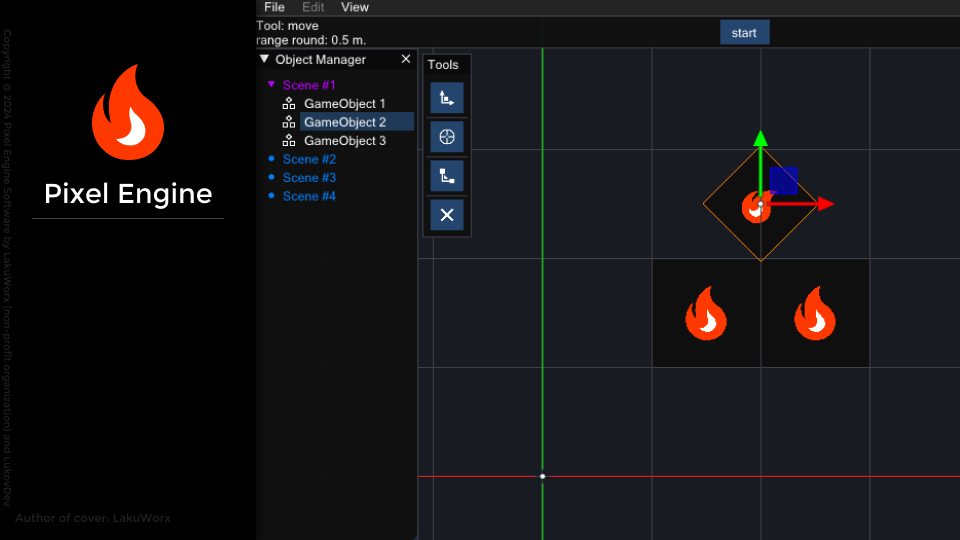 Copyright © 2024 Pixel Engine Software by LakuWorx (non-profit organization) and LukovDev
Pixel Engine
Author of cover: LakuWorx
File Edit View
Tool: move
range round: 0.5 m.
start
Object Manager
Scene #1
GameObject 1
GameObject 2
GameObject 3
Scene #2
Scene #3
Scene #4
Tools